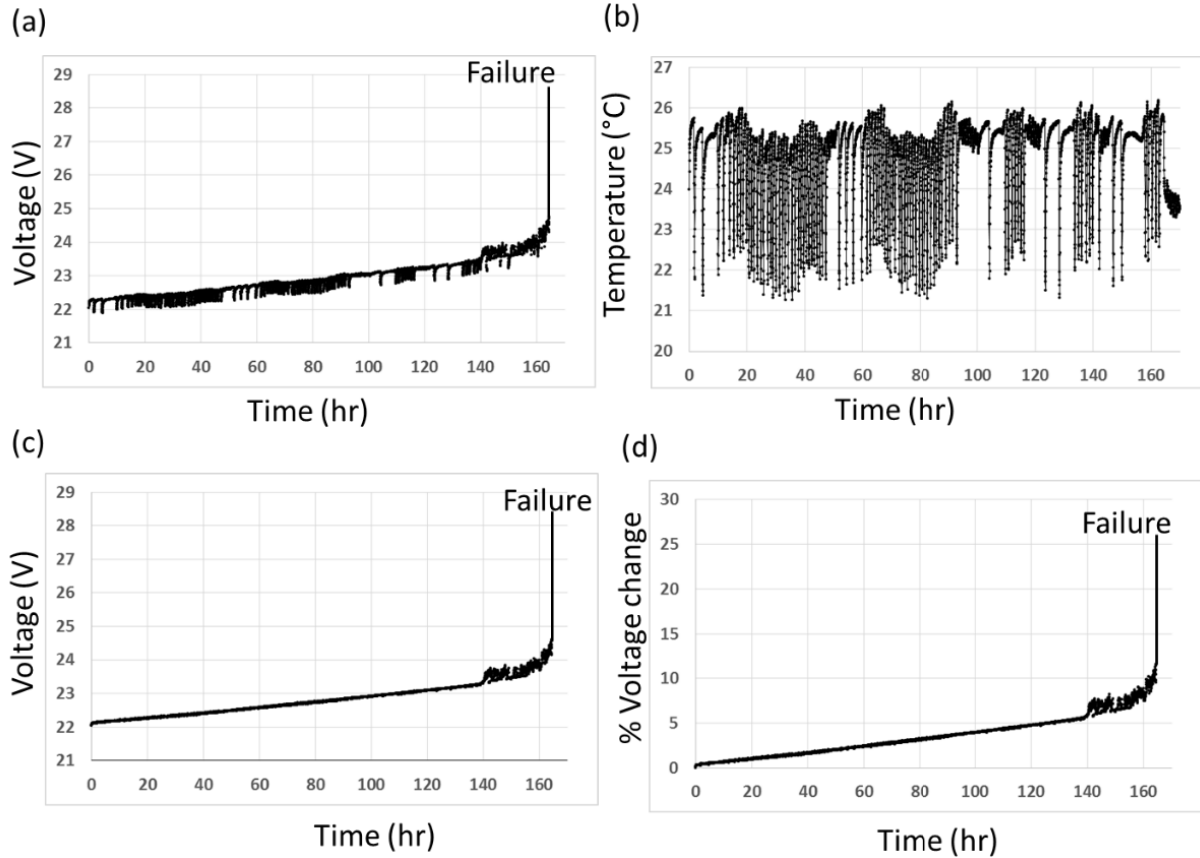 (a)
Failure
Voltage (V)
29
28
27
26
25
24
23
22
21
0 20 40 60 80 100 120 140 160
Time (hr)
(b)
Temperature (°C)
27
26
25
24
23
22
21
20
0 20 40 60 80 100 120 140 160
Time (hr)
(c)
Failure
Voltage (V)
29
28
27
26
25
24
23
22
21
0 20 40 60 80 100 120 140 160
Time (hr)
(d)
Failure
% Voltage change
30
25
20
15
10
5
0
0 20 40 60 80 100 120 140 160
Time (hr)